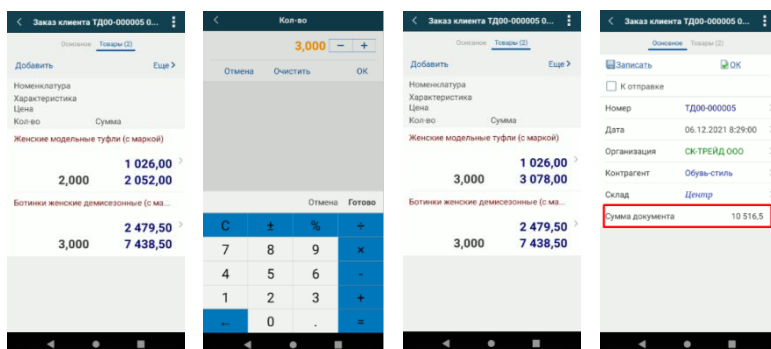 Заказ клиента ТД00-000005 0...
Основное Товары (2)
Добавить Еще >
Номенклатура
Характеристика
Цена
Кол-во Сумма
Женские модельные туфли (с маркой)
1 026,00
2,000 2 052,00
Ботинки женские демисезонные (с ма...
2 479,50
3,000 7 438,50
Кол-во
3,000 − +
Отмена Очистить ОК
Отмена Готово
C ± % ÷
7 8 9 ×
4 5 6 -
1 2 3 +
← 0 . =
Заказ клиента ТД00-000005 0...
Основное Товары (2)
Добавить Еще >
Номенклатура
Характеристика
Цена
Кол-во Сумма
Женские модельные туфли (с маркой)
1 026,00
3,000 3 078,00
Ботинки женские демисезонные (с ма...
2 479,50
3,000 7 438,50
Заказ клиента ТД00-000005 0...
Основное Товары (2)
Записать ОК
К отправке
Номер ТД00-000005
Дата 06.12.2021 8:29:00
Организация СК-ТРЕЙД ООО
Контрагент Обувь-стиль
Склад Центр
Сумма документа 10 516,5